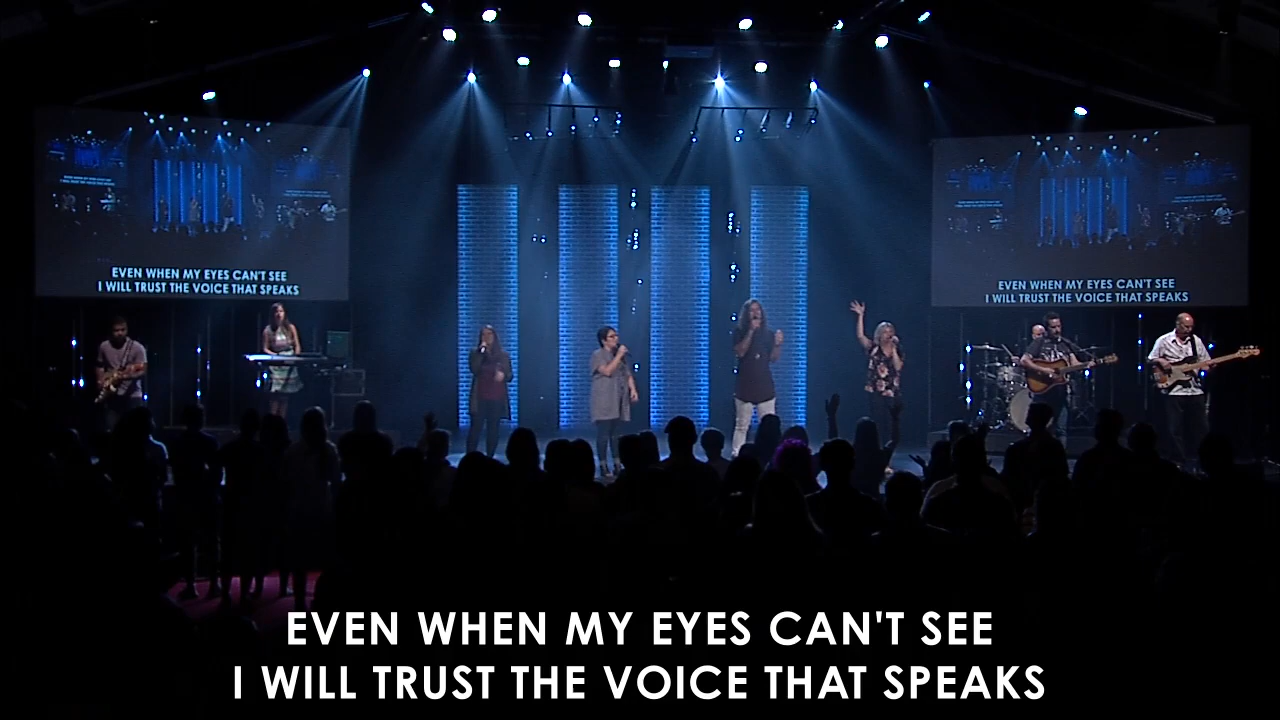 EVEN WHEN MY EYES CAN'T SEE
I WILL TRUST THE VOICE THAT SPEAKS
EVEN WHEN MY EYES CAN'T SEE
I WILL TRUST THE VOICE THAT SPEAKS
EVEN WHEN MY EYES CAN'T SEE
I WILL TRUST THE VOICE THAT SPEAKS